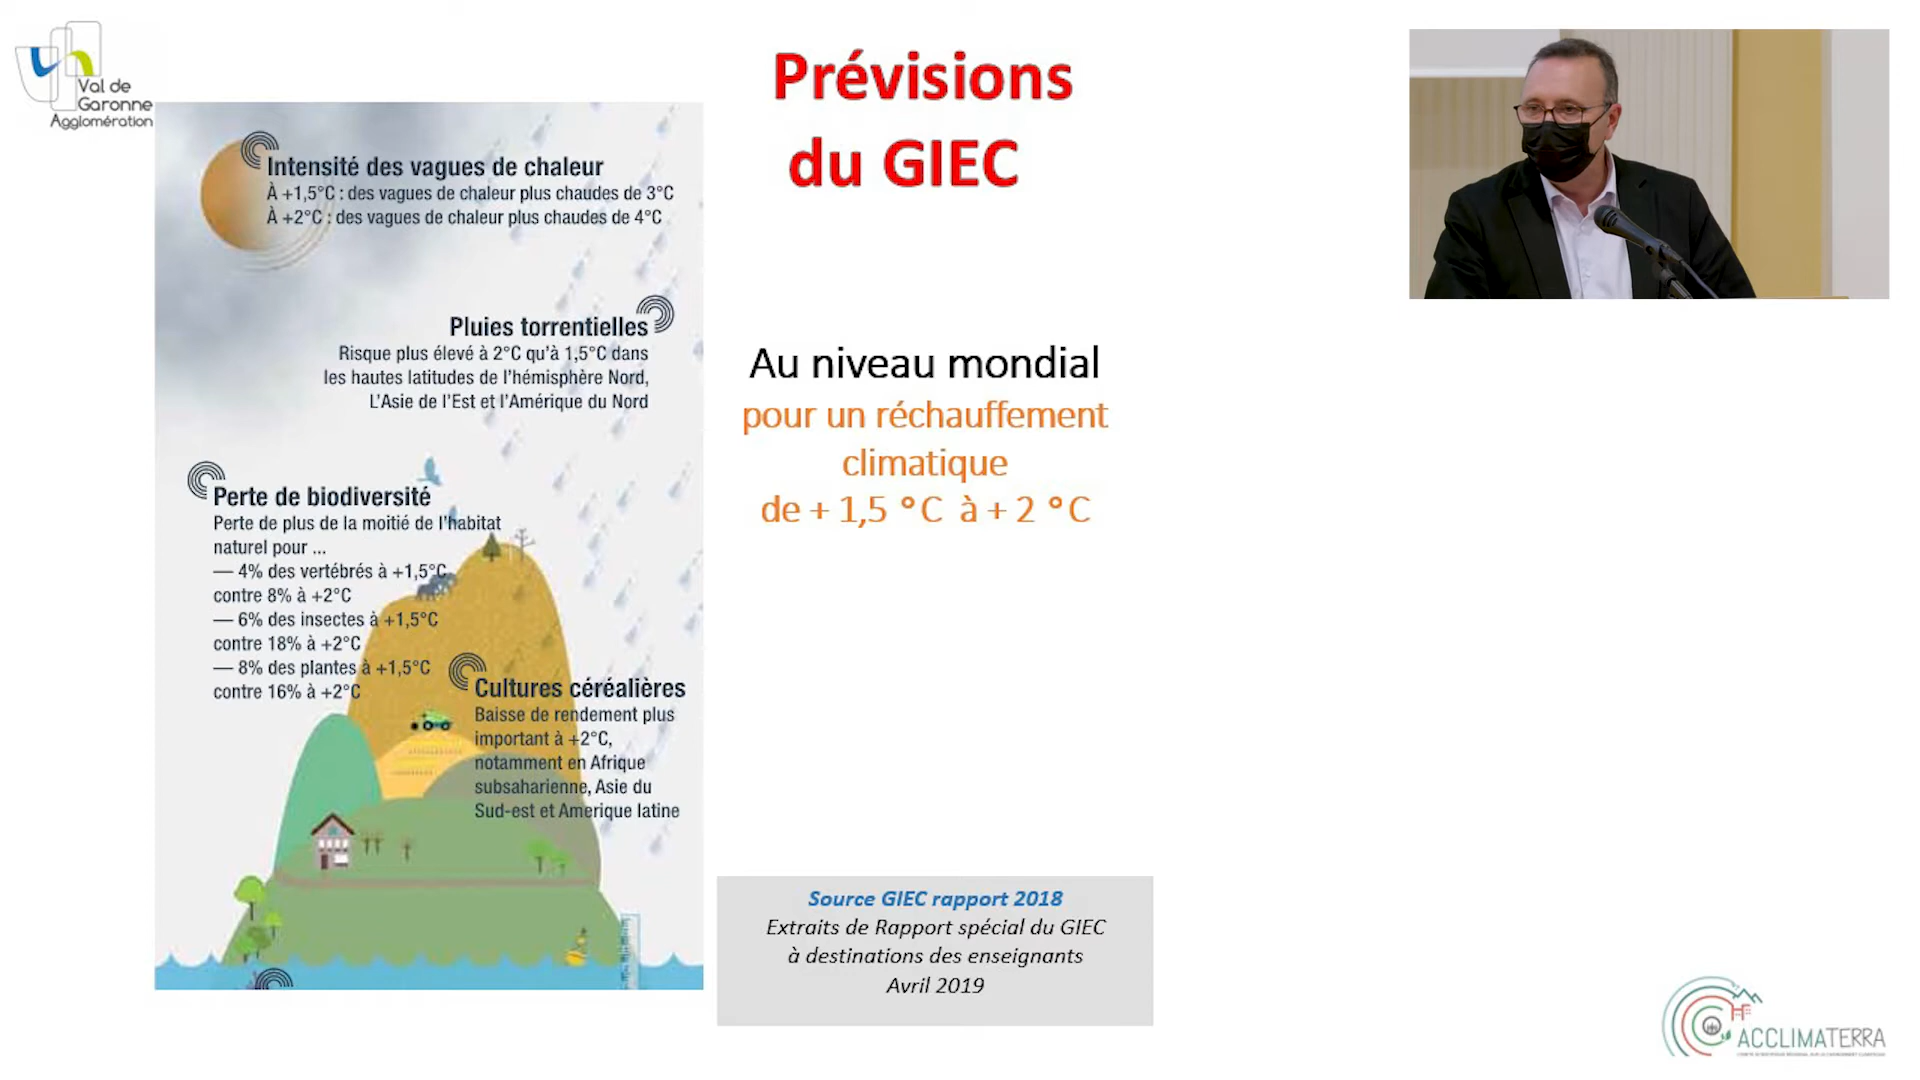 Val de
Garonne
Agglomération
Prévisions
du GIEC
Intensité des vagues de chaleur
À +1,5°C : des vagues de chaleur plus chaudes de 3°C
À +2°C : des vagues de chaleur plus chaudes de 4°C
Pluies torrentielles
Risque plus élevé à 2°C qu'à 1,5°C dans
les hautes latitudes de l'hémisphère Nord,
L'Asie de l'Est et l'Amérique du Nord
Perte de biodiversité
Perte de plus de la moitié de l'habitat
naturel pour ...
— 4% des vertébrés à +1,5°C
contre 8% à +2°C
— 6% des insectes à +1,5°C
contre 18% à +2°C
— 8% des plantes à +1,5°C
contre 16% à +2°C
Cultures céréalières
Baisse de rendement plus
important à +2°C,
notamment en Afrique
subsaharienne, Asie du
Sud-est et Amerique latine
Au niveau mondial
pour un réchauffement
climatique
de + 1,5 °C à + 2 °C
Source GIEC rapport 2018
Extraits de Rapport spécial du GIEC
à destinations des enseignants
Avril 2019
ACCLIMATERRA